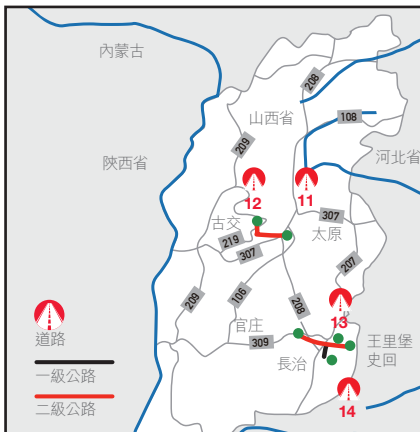 內蒙古
208
山西省
108
209
陝西省
河北省
12
11
古交
307
太原
219
307
207
209
106
208
13
官庄
309
王里堡
史回
長治
14
道路
一級公路
二級公路